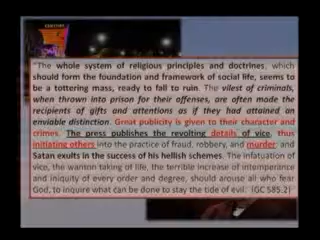 "The whole system of religious principles and doctrines, which
should form the foundation and framework of social life, seems to
be a tottering mass, ready to fall to ruin. The vilest of criminals,
when thrown into prison for their offenses, are often made the
recipients of gifts and attentions as if they had attained an
enviable distinction. Great publicity is given to their character and
crimes. The press publishes the revolting details of vice, thus
initiating others into the practice of fraud, robbery, and murder; and
Satan exults in the success of his hellish schemes. The infatuation of
vice, the wanton taking of life, the terrible increase of intemperance
and iniquity of every order and degree, should arouse all who fear
God, to inquire what can be done to stay the tide of evil. {GC 585.2}